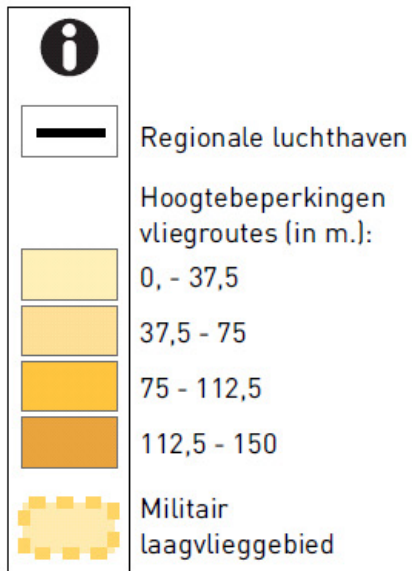 Regionale luchthaven
Hoogtebeperkingen
vliegroutes (in m.):
0, - 37,5
37,5 - 75
75 - 112,5
112,5 - 150
Militair
laagvlieggebied